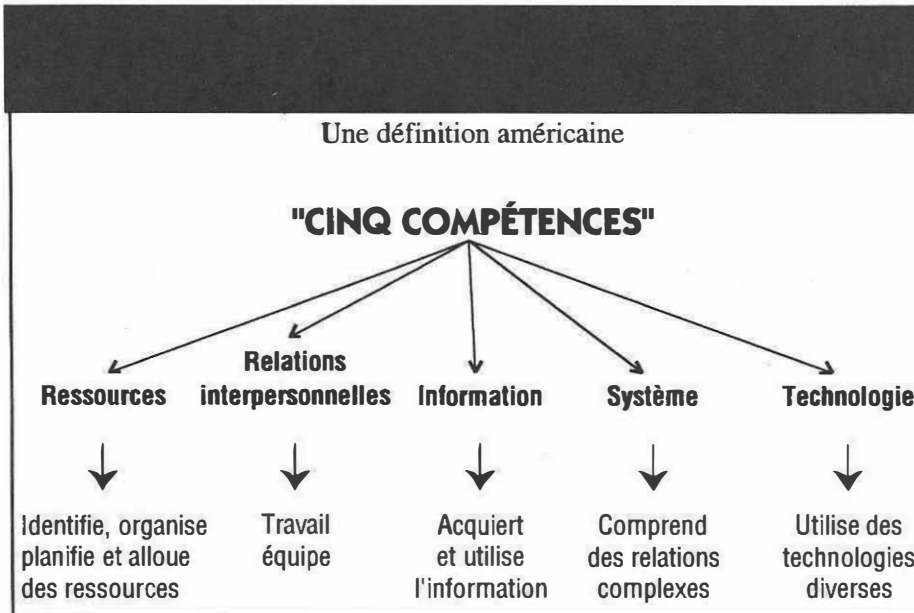 Une définition américaine
"CINQ COMPÉTENCES"
Ressources
Relations
interpersonnelles
Information
Système
Technologie
Identifie, organise
planifie et alloue
des ressources
Travail
équipe
Acquiert
et utilise
l'information
Comprend
des relations
complexes
Utilise des
technologies
diverses